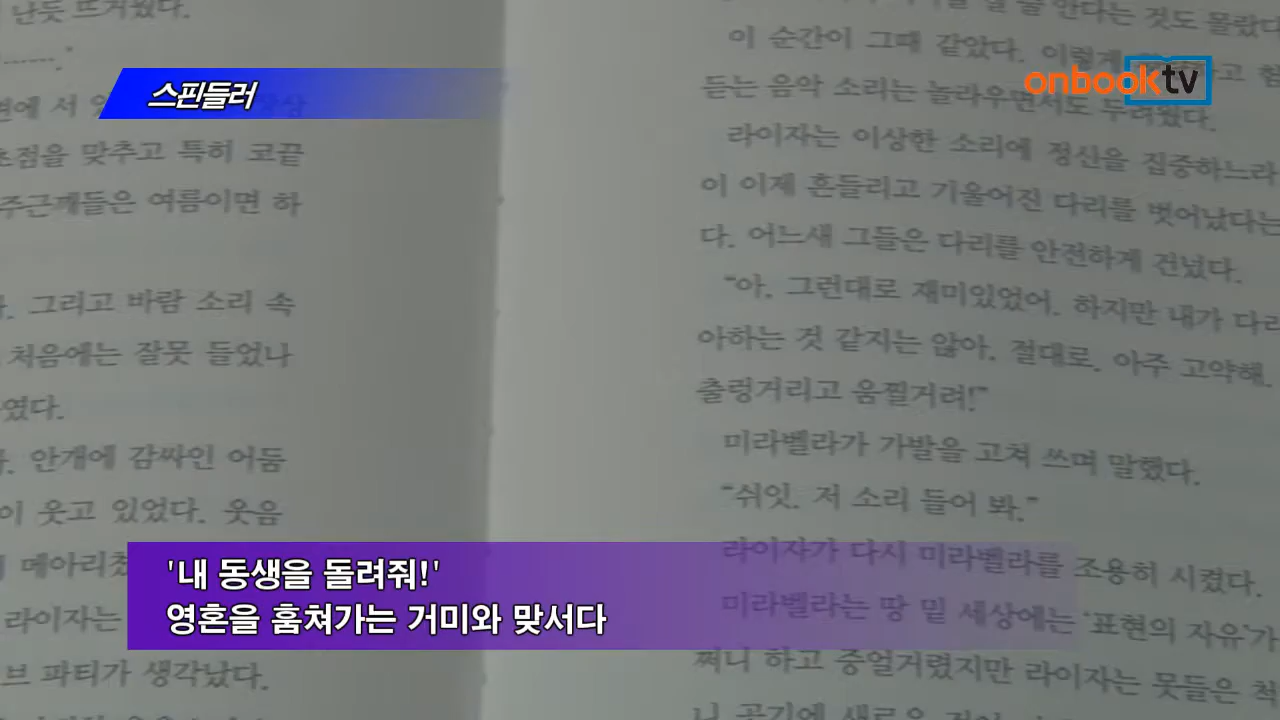 난듯 뜨거웠다.
스핀들러
onbooktv
초점을 맞추고 특히 코끝
주근깨들은 여름이면 하
그리고 바람 소리 속
처음에는 잘못 들었나
였다.
안개에 감싸인 어둠
이 웃고 있었다. 웃음
메아리쳤
라이자는
브 파티가 생각났다.
안다는 것도 몰랐다
이 순간이 그때 같았다. 이렇게
듣는 음악 소리는 놀라우면서도 두려웠다.
라이자는 이상한 소리에 정신을 집중하느라
이 이제 흔들리고 기울어진 다리를 벗어났다는
다. 어느새 그들은 다리를 안전하게 건넜다.
“아. 그런대로 재미있었어. 하지만 내가 다리
아하는 것 같지는 않아. 절대로. 아주 고약해.
출렁거리고 움찔거려!”
미라벨라가 가발을 고쳐 쓰며 말했다.
“쉬잇. 저 소리 들어 봐.”
라이자가 다시 미라벨라를 조용히 시켰다.
미라벨라는 땅 밑 세상에는 ‘표현의 자유’가
쩌니 하고 중얼거렸지만 라이자는 못들은 척
'내 동생을 돌려줘!'
영혼을 훔쳐가는 거미와 맞서다